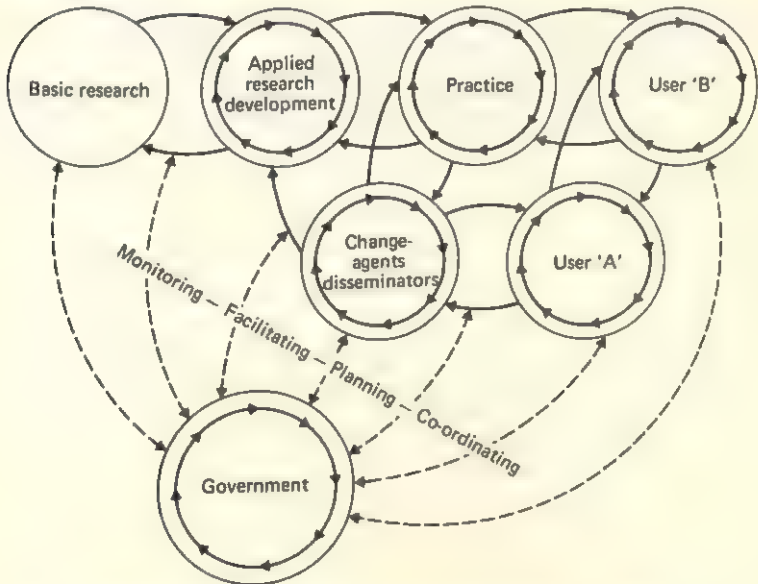 Basic research
Applied
research
development
Practice
User 'B'
Change-
agents
disseminators
User 'A'
Monitoring – Facilitating – Planning – Co-ordinating
Government